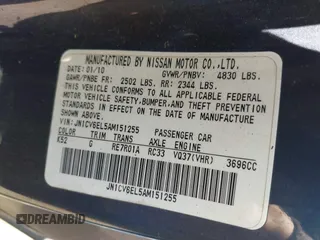 MANUFACTURED BY NISSAN MOTOR CO.,LTD.
01/10 GVWR/PNBV: 4830 LBS.
GAWR/PNBE FR: 2502 LBS. RR: 2344 LBS.
THIS VEHICLE CONFORMS TO ALL APPLICABLE
FEDERAL MOTOR VEHICLE SAFETY, BUMPER, AND THEFT
PREVENTION STANDARDS IN EFFECT ON THE DATE OF MANUFACTURE
SHOWN ABOVE.
VIN: JN1CV6EL5AM151255 PASSENGER CAR
COLOR TRIM TRANS AXLE ENGINE
K52 G RE7R01A RC33 VQ37(VHR) 3696CC
JN1CV6EL5AM151255
DREAMBID